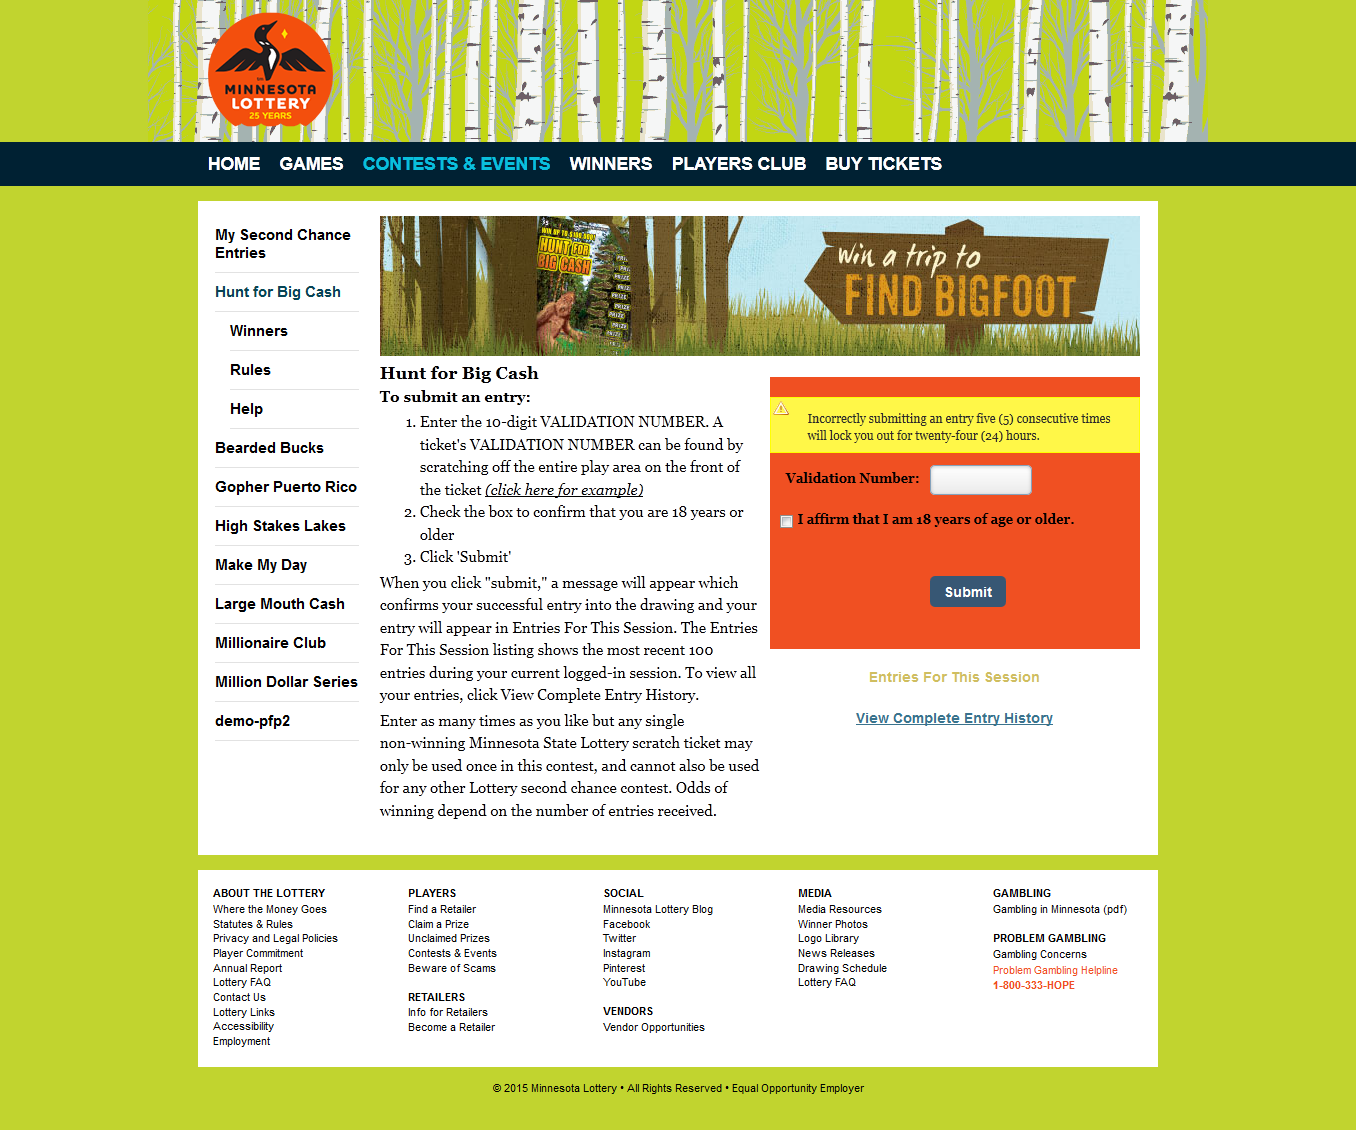 MINNESOTA
LOTTERY
25 YEARS
HOME GAMES CONTESTS & EVENTS WINNERS PLAYERS CLUB BUY TICKETS
My Second Chance
Entries
Hunt for Big Cash
Winners
Rules
Help
Bearded Bucks
Gopher Puerto Rico
High Stakes Lakes
Make My Day
Large Mouth Cash
Millionaire Club
Million Dollar Series
demo-pfp2
HUNT FOR
BIG CASH
PRIZE
PRIZE
PRIZE
PRIZE
win a trip to
FIND BIGFOOT
Hunt for Big Cash
To submit an entry:
1. Enter the 10-digit VALIDATION NUMBER. A
ticket's VALIDATION NUMBER can be found by
scratching off the entire play area on the front of
the ticket (click here for example)
2. Check the box to confirm that you are 18 years or
older
3. Click 'Submit'
When you click "submit," a message will appear which
confirms your successful entry into the drawing and your
entry will appear in Entries For This Session. The Entries
For This Session listing shows the most recent 100
entries during your current logged-in session. To view all
your entries, click View Complete Entry History.
Enter as many times as you like but any single
non-winning Minnesota State Lottery scratch ticket may
only be used once in this contest, and cannot also be used
for any other Lottery second chance contest. Odds of
winning depend on the number of entries received.
Incorrectly submitting an entry five (5) consecutive times
will lock you out for twenty-four (24) hours.
Validation Number:
I affirm that I am 18 years of age or older.
Submit
Entries For This Session
View Complete Entry History
ABOUT THE LOTTERY
Where the Money Goes
Statutes & Rules
Privacy and Legal Policies
Player Commitment
Annual Report
Lottery FAQ
Contact Us
Lottery Links
Accessibility
Employment
PLAYERS
Find a Retailer
Claim a Prize
Unclaimed Prizes
Contests & Events
Beware of Scams
RETAILERS
Info for Retailers
Become a Retailer
SOCIAL
Minnesota Lottery Blog
Facebook
Twitter
Instagram
Pinterest
YouTube
VENDORS
Vendor Opportunities
MEDIA
Media Resources
Winner Photos
Logo Library
News Releases
Drawing Schedule
Lottery FAQ
GAMBLING
Gambling in Minnesota (pdf)
PROBLEM GAMBLING
Gambling Concerns
Problem Gambling Helpline
1-800-333-HOPE
© 2015 Minnesota Lottery • All Rights Reserved • Equal Opportunity Employer